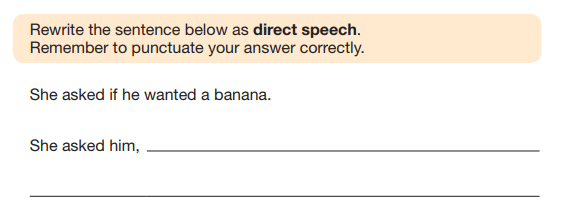 Rewrite the sentence below as direct speech.
Remember to punctuate your answer correctly.
She asked if he wanted a banana.
She asked him,